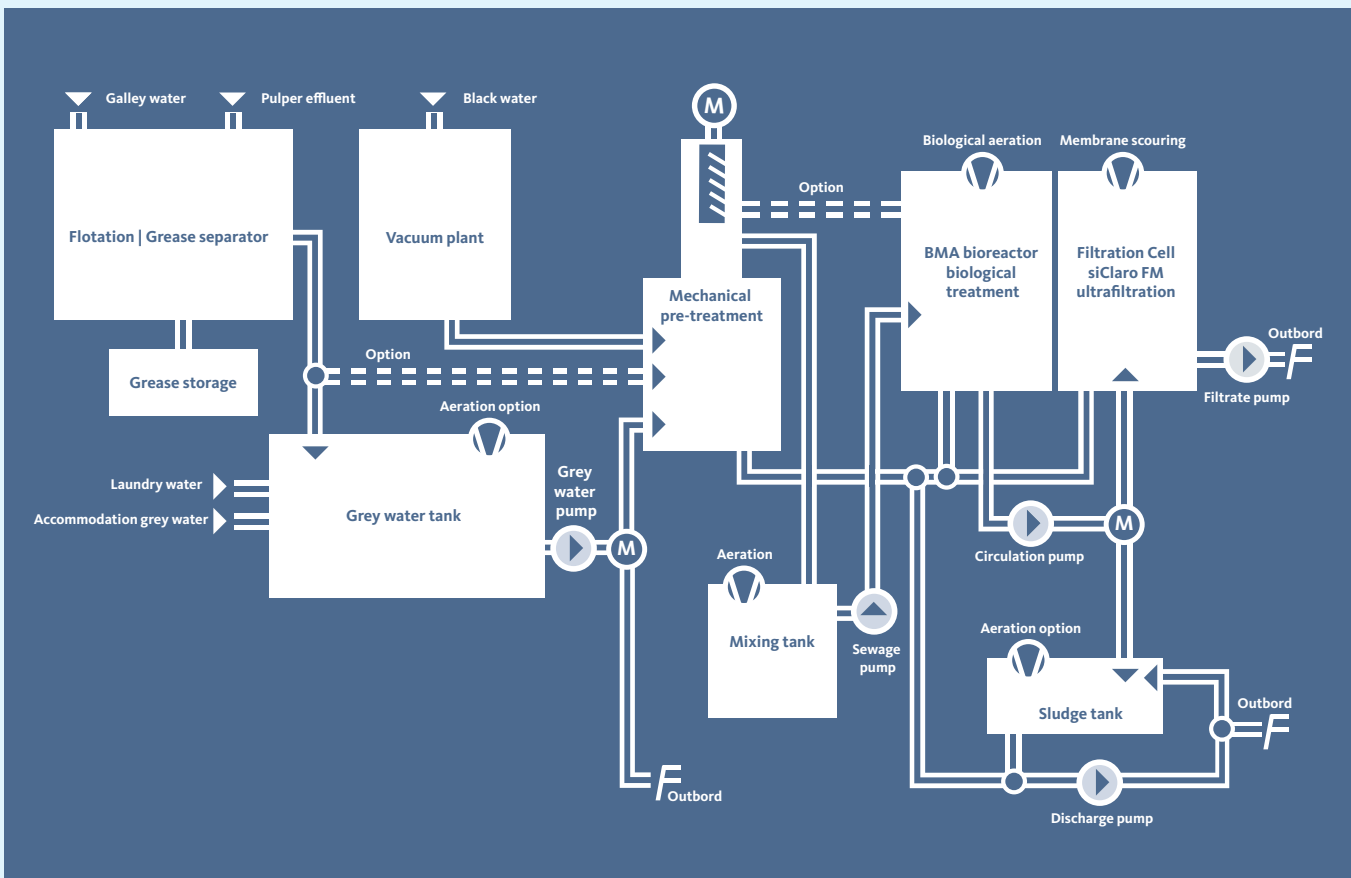 Galley water
Pulper effluent
Black water
M
Biological aeration
Membrane scouring
Option
Flotation | Grease separator
Vacuum plant
BMA bioreactor
biological
treatment
Filtration Cell
siClaro FM
ultrafiltration
Mechanical
pre-treatment
Outbord
Option
Grease storage
Filtrate pump
Aeration option
Grey
water
pump
Laundry water
Accommodation grey water
Grey water tank
M
M
Aeration
Circulation pump
Mixing tank
Sewage
pump
Aeration option
Sludge tank
Outbord
Outbord
Discharge pump